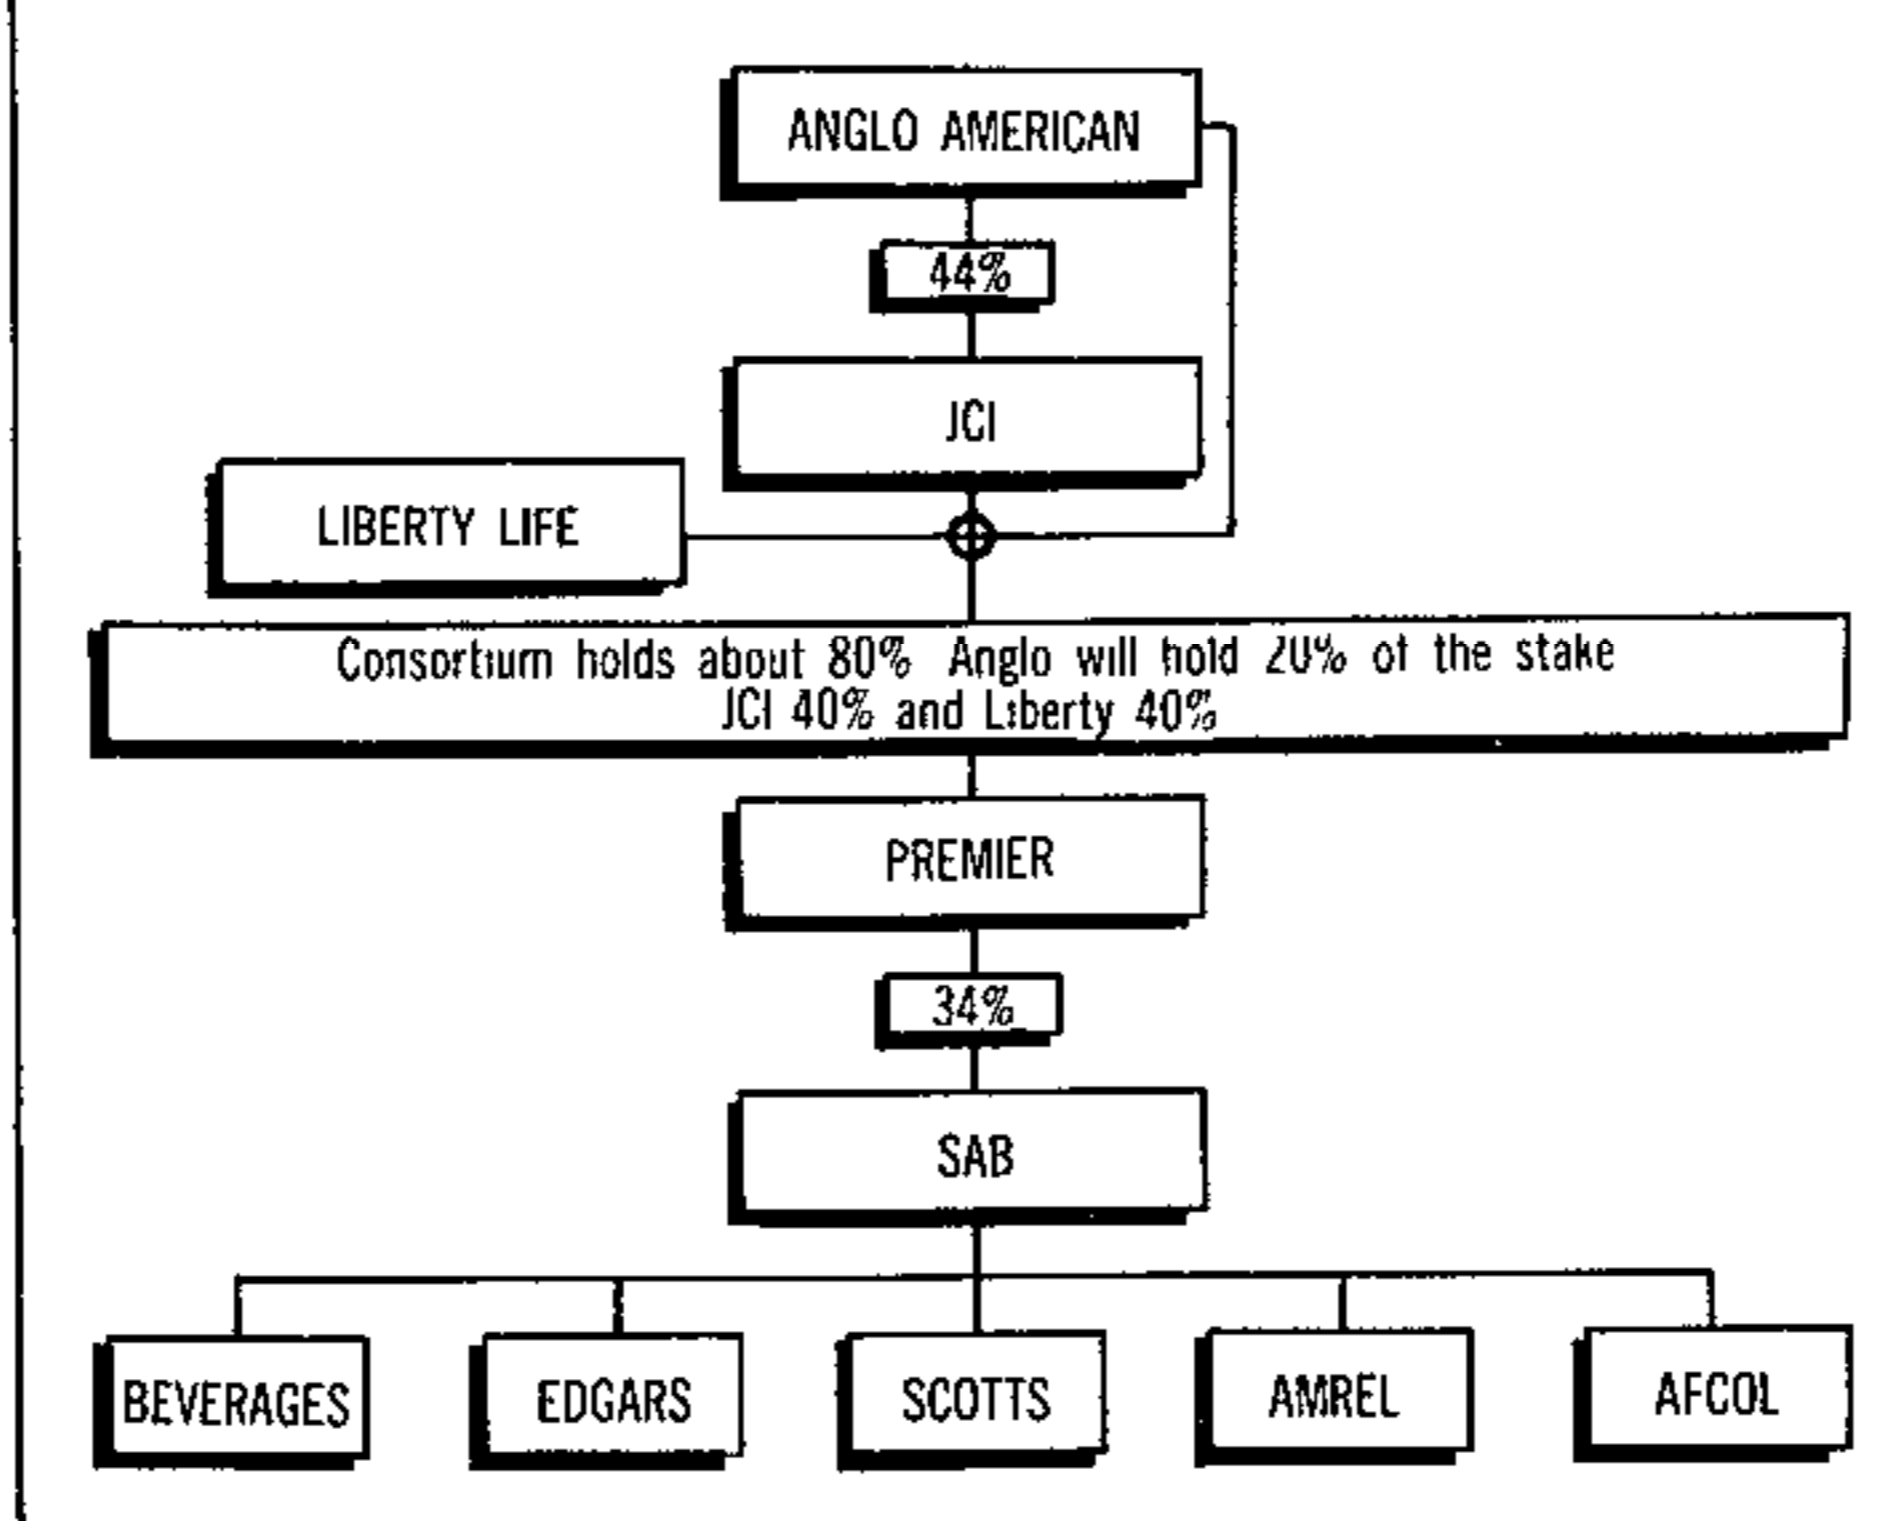 ANGLO AMERICAN
44%
JCI
LIBERTY LIFE
Consortium holds about 80% Anglo will hold 20% of the stake
JCI 40% and Liberty 40%
PREMIER
34%
SAB
BEVERAGES EDGARS SCOTTS AMREL AFCOL